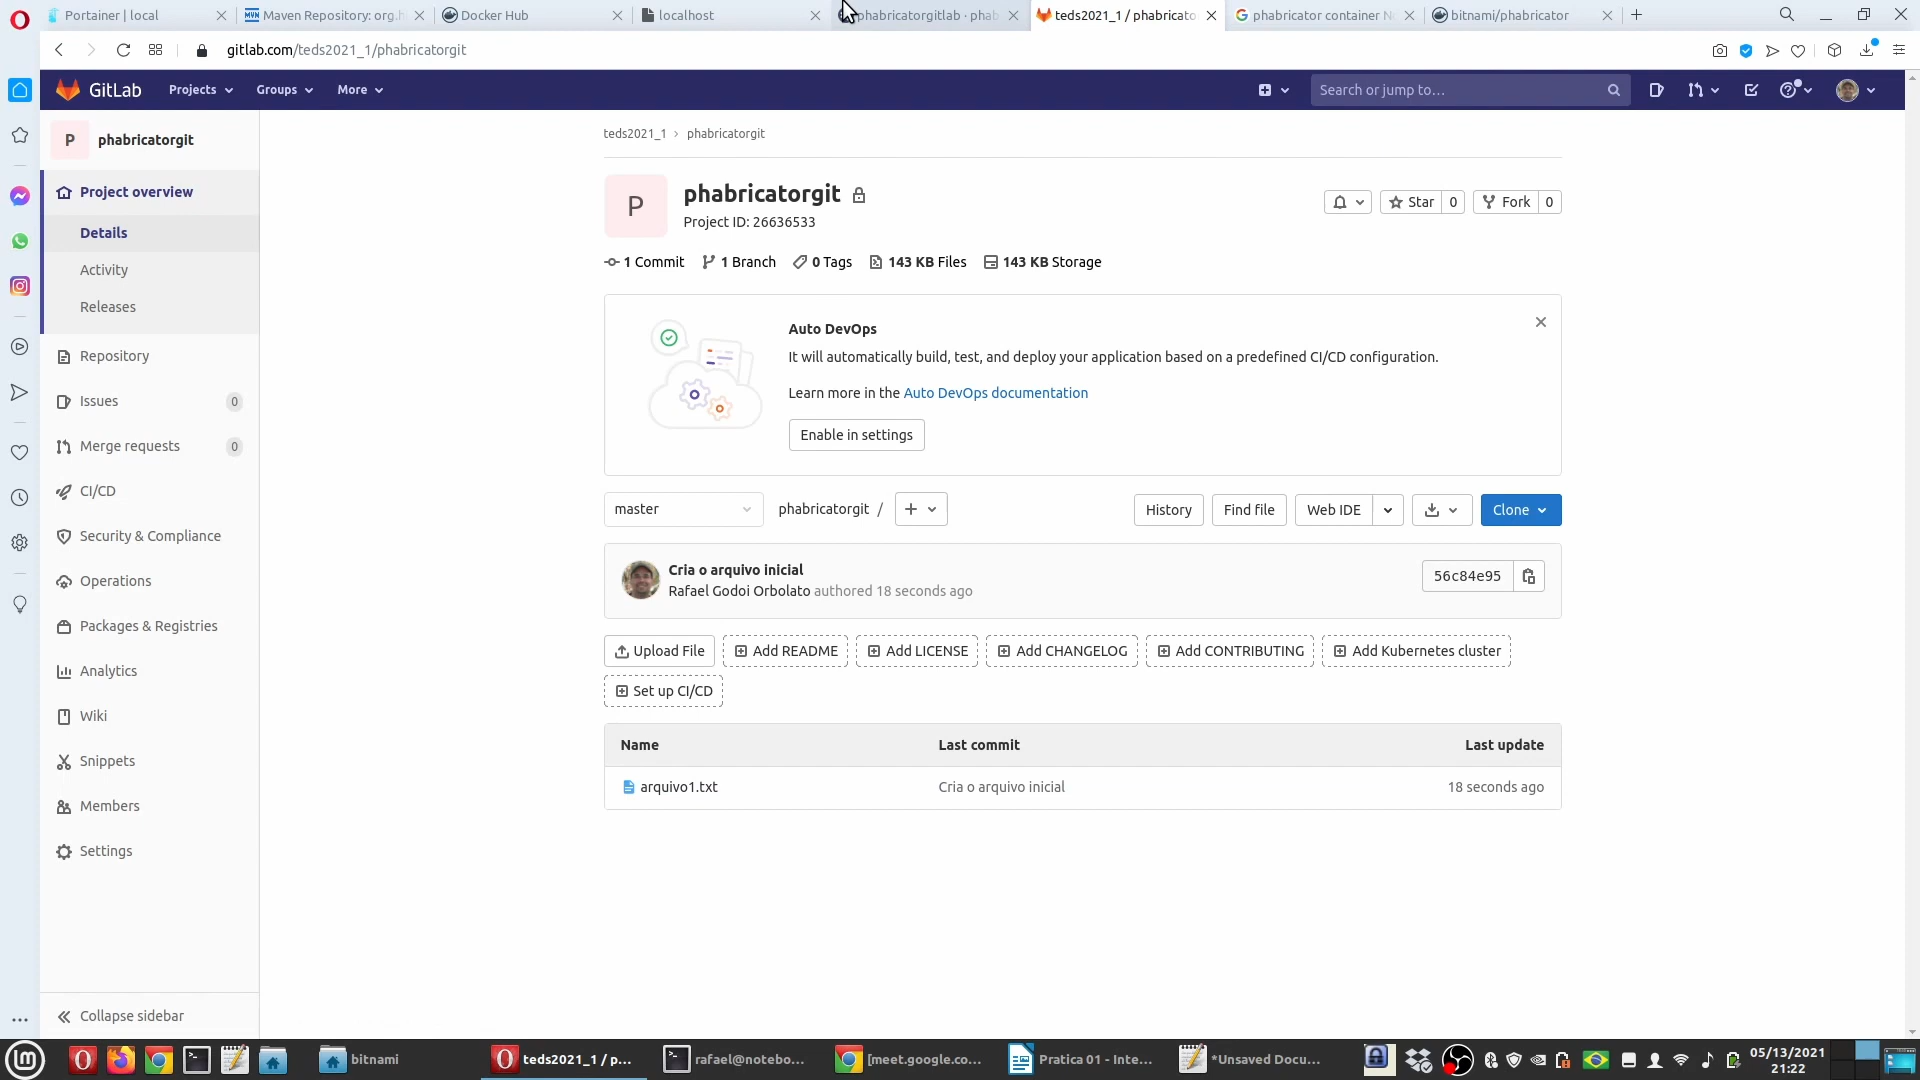 Portainer | local
Maven Repository: org.h
Docker Hub
localhost
phabricatorgitlab · phab
teds2021_1 / phabricato
phabricator container N
bitnami/phabricator
gitlab.com/teds2021_1/phabricatorgit
GitLab
Projects
Groups
More
Search or jump to…
P
phabricatorgit
Project overview
Details
Activity
Releases
Repository
Issues
0
Merge requests
0
CI/CD
Security & Compliance
Operations
Packages & Registries
Analytics
Wiki
Snippets
Members
Settings
Collapse sidebar
teds2021_1 > phabricatorgit
P
phabricatorgit
Project ID: 26636533
Star
0
Fork
0
1 Commit
1 Branch
0 Tags
143 KB Files
143 KB Storage
Auto DevOps
It will automatically build, test, and deploy your application based on a predefined CI/CD configuration.
Learn more in the Auto DevOps documentation
Enable in settings
master
phabricatorgit /
History
Find file
Web IDE
Clone
Cria o arquivo inicial
Rafael Godoi Orbolato authored 18 seconds ago
56c84e95
Upload File
Add README
Add LICENSE
Add CHANGELOG
Add CONTRIBUTING
Add Kubernetes cluster
Set up CI/CD
Name
Last commit
Last update
arquivo1.txt
Cria o arquivo inicial
18 seconds ago
bitnami
teds2021_1 / p...
rafael@notebo...
[meet.google.co...
Pratica 01 - Inte...
*Unsaved Docu...
05/13/2021
21:22